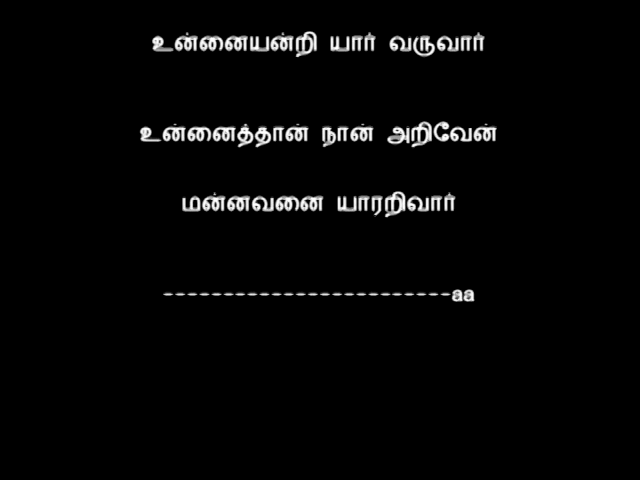 உன்னையன்றி யார் வருவார்
உன்னைத்தான் நான் அறிவேன்
மன்னவனை யாரறிவார்
------------------------aa